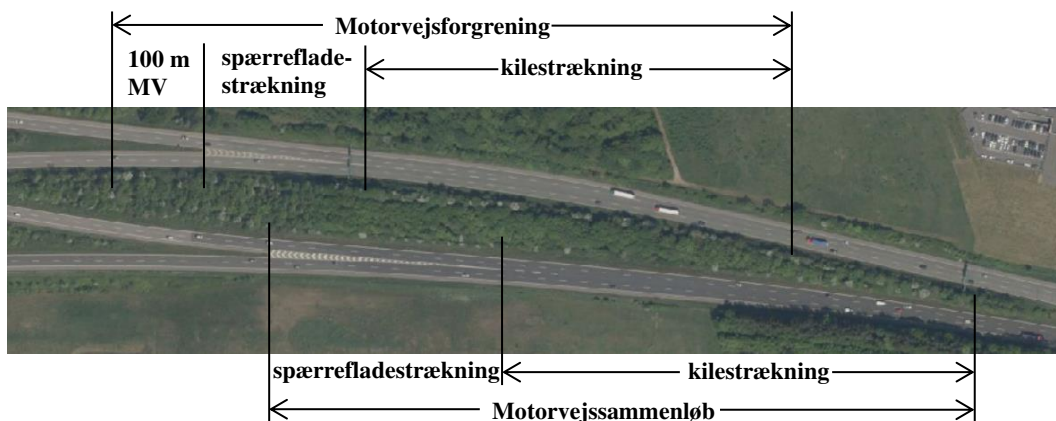 Motorvejsforgrening
100 m
MV
spærreflade-
strækning
kilestrækning
spærrefladestrækning
kilestrækning
Motorvejssammenløb